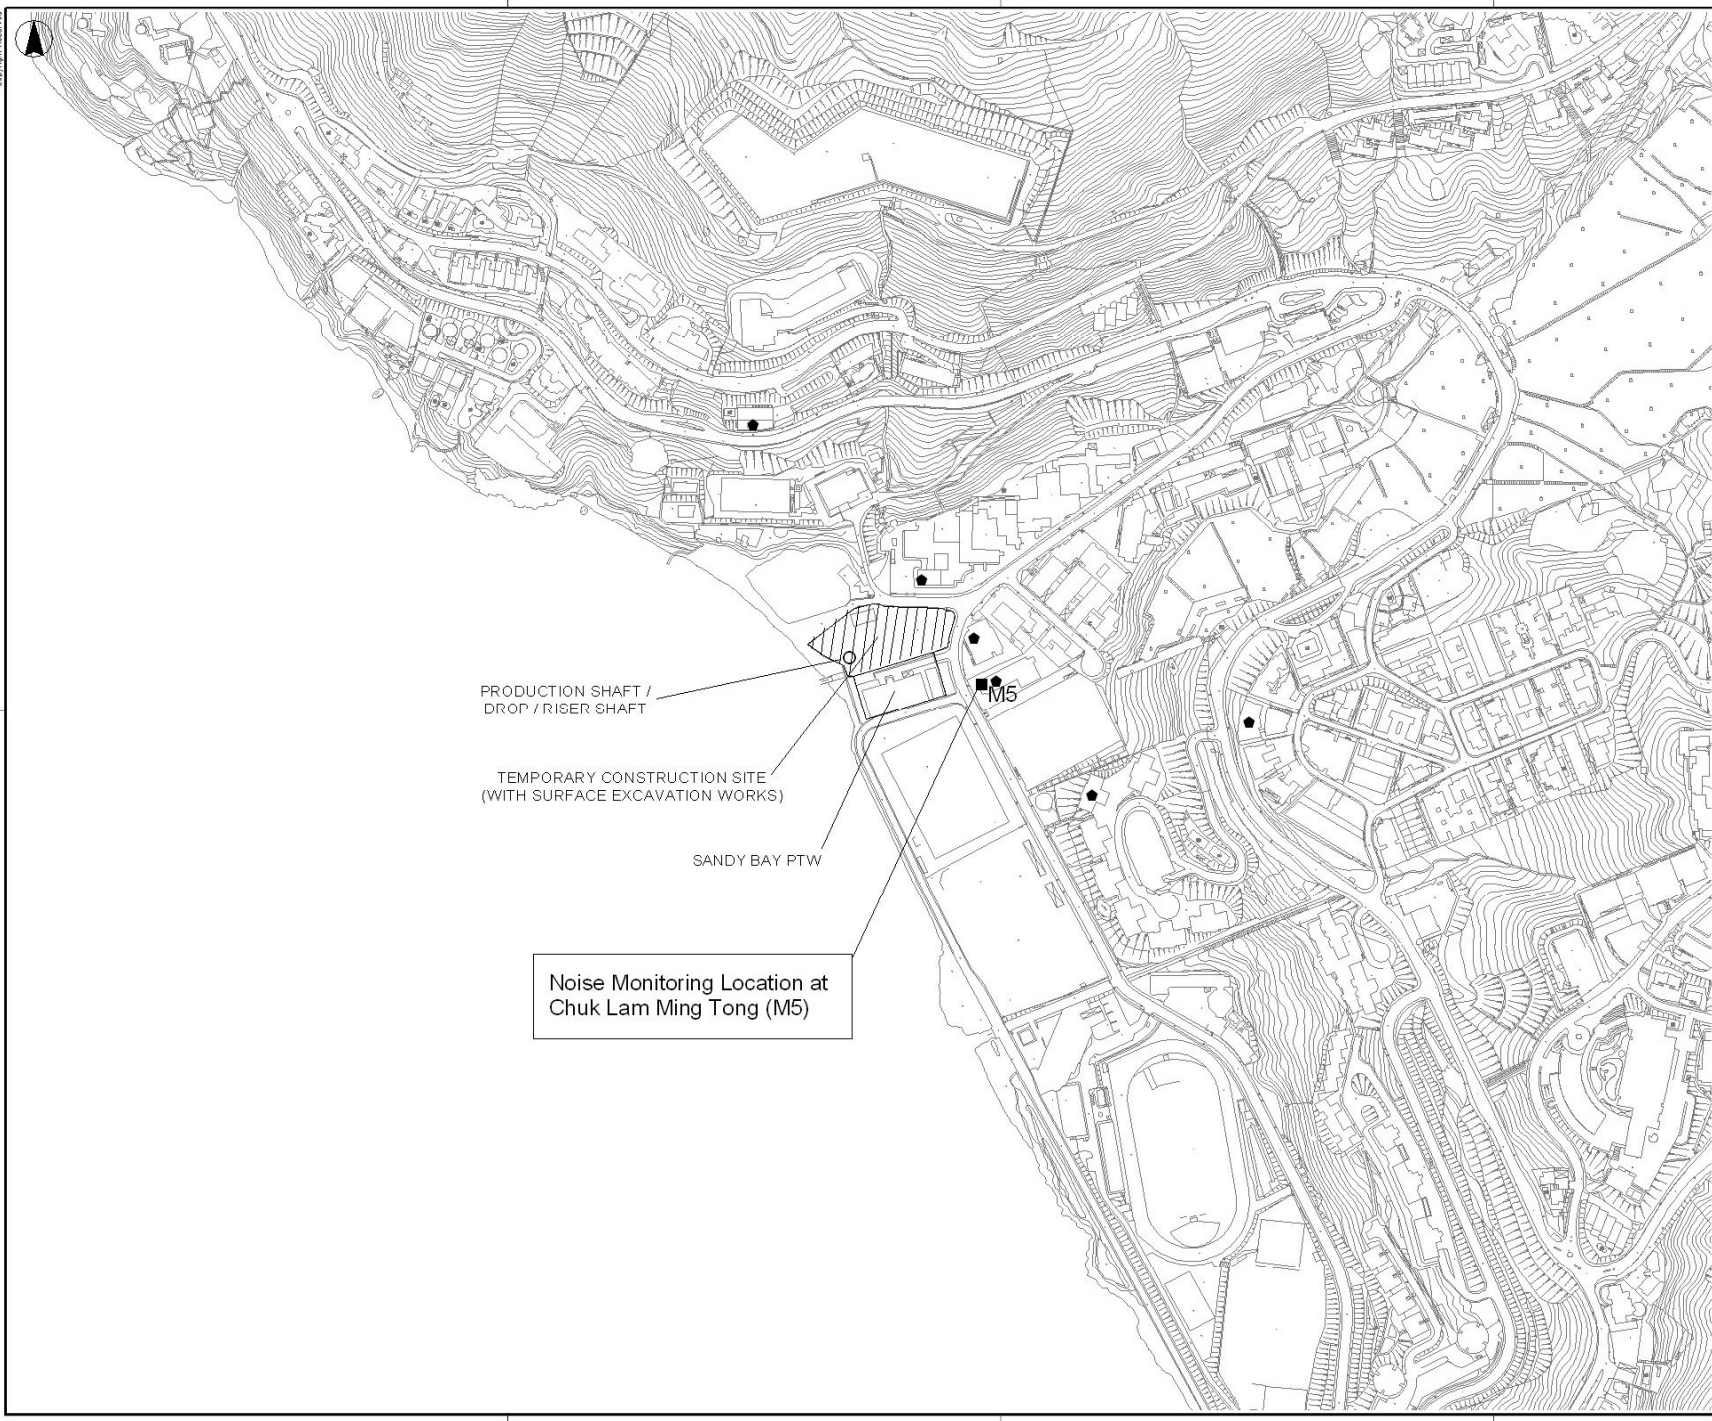 PRODUCTION SHAFT /
DROP / RISER SHAFT
M5
TEMPORARY CONSTRUCTION SITE
(WITH SURFACE EXCAVATION WORKS)
SANDY BAY PTW
Noise Monitoring Location at
Chuk Lam Ming Tong (M5)